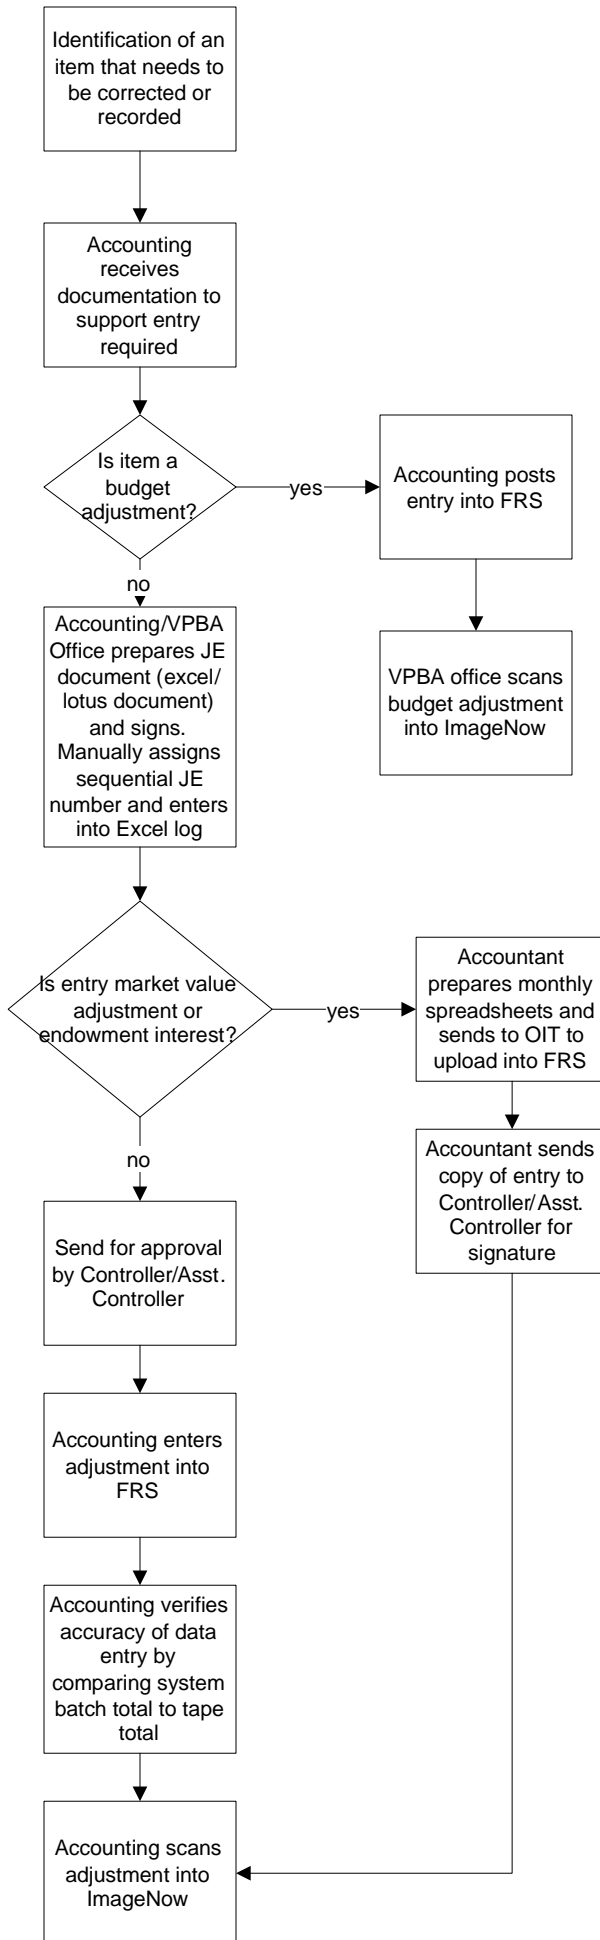 Identification of an
item that needs to
be corrected or
recorded
Accounting
receives
documentation to
support entry
required
Is item a
budget
adjustment?
yes
Accounting posts
entry into FRS
no
VPBA office scans
budget adjustment
into ImageNow
Accounting/VPBA
Office prepares JE
document (excel/
lotus document)
and signs.
Manually assigns
sequential JE
number and enters
into Excel log
Is entry market value
adjustment or
endowment interest?
yes
Accountant
prepares monthly
spreadsheets and
sends to OIT to
upload into FRS
no
Accountant sends
copy of entry to
Controller/Asst.
Controller for
signature
Send for approval
by Controller/Asst.
Controller
Accounting enters
adjustment into
FRS
Accounting verifies
accuracy of data
entry by
comparing system
batch total to tape
total
Accounting scans
adjustment into
ImageNow